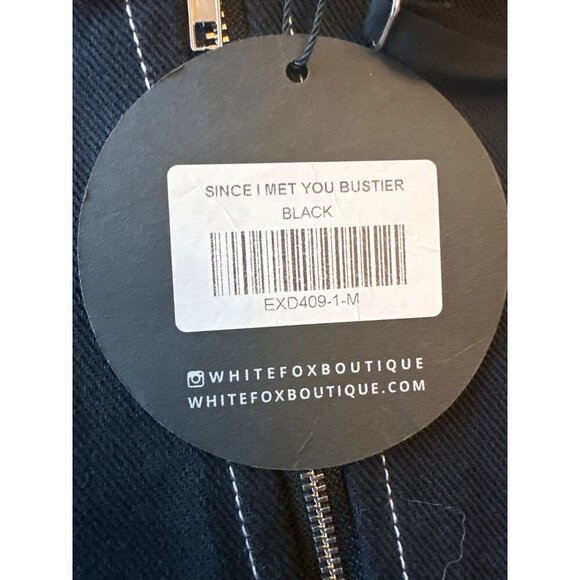 SINCE I MET YOU BUSTIER
BLACK
EXD409-1-M
WHITEFOXBOUTIQUE
WHITEFOXBOUTIQUE.COM